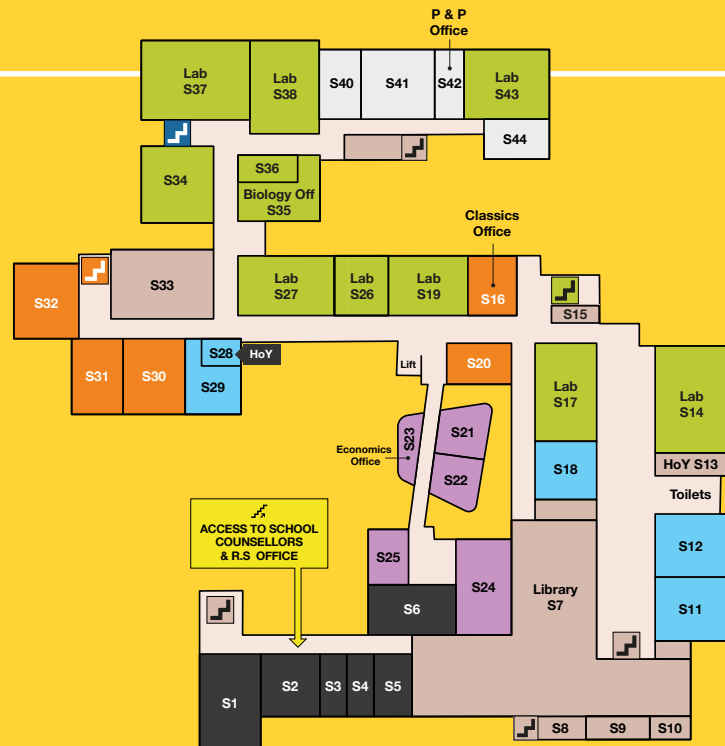 P & P
Office
Lab
S37
Lab
S38
S40
S41
S42
Lab
S43
S44
S34
S36
Biology Off
S35
Classics
Office
S32
S33
Lab
S27
Lab
S26
Lab
S19
S16
S15
S31
S30
S28
HoY
S29
Lift
S20
Lab
S17
Lab
S14
S23
S21
Economics
Office
S22
S18
HoY S13
Toilets
ACCESS TO SCHOOL
COUNSELLORS
& R.S OFFICE
S25
S24
S12
S6
Library
S7
S11
S1
S2
S3
S4
S5
S8
S9
S10